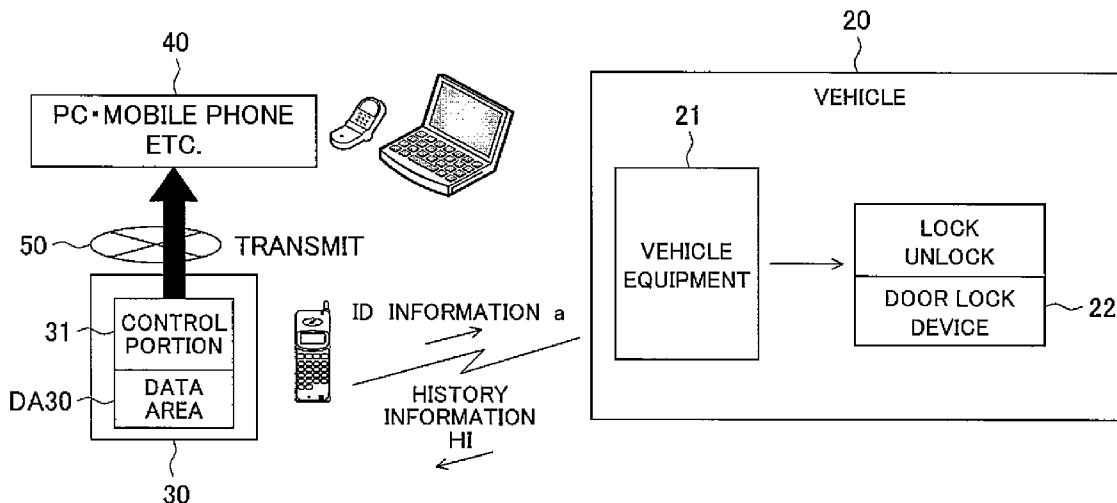 40
PC・MOBILE PHONE
ETC.
50
TRANSMIT
31
CONTROL
PORTION
DA30
DATA
AREA
30
ID INFORMATION a
HISTORY
INFORMATION
HI
20
VEHICLE
21
VEHICLE
EQUIPMENT
LOCK
UNLOCK
DOOR LOCK
DEVICE
22